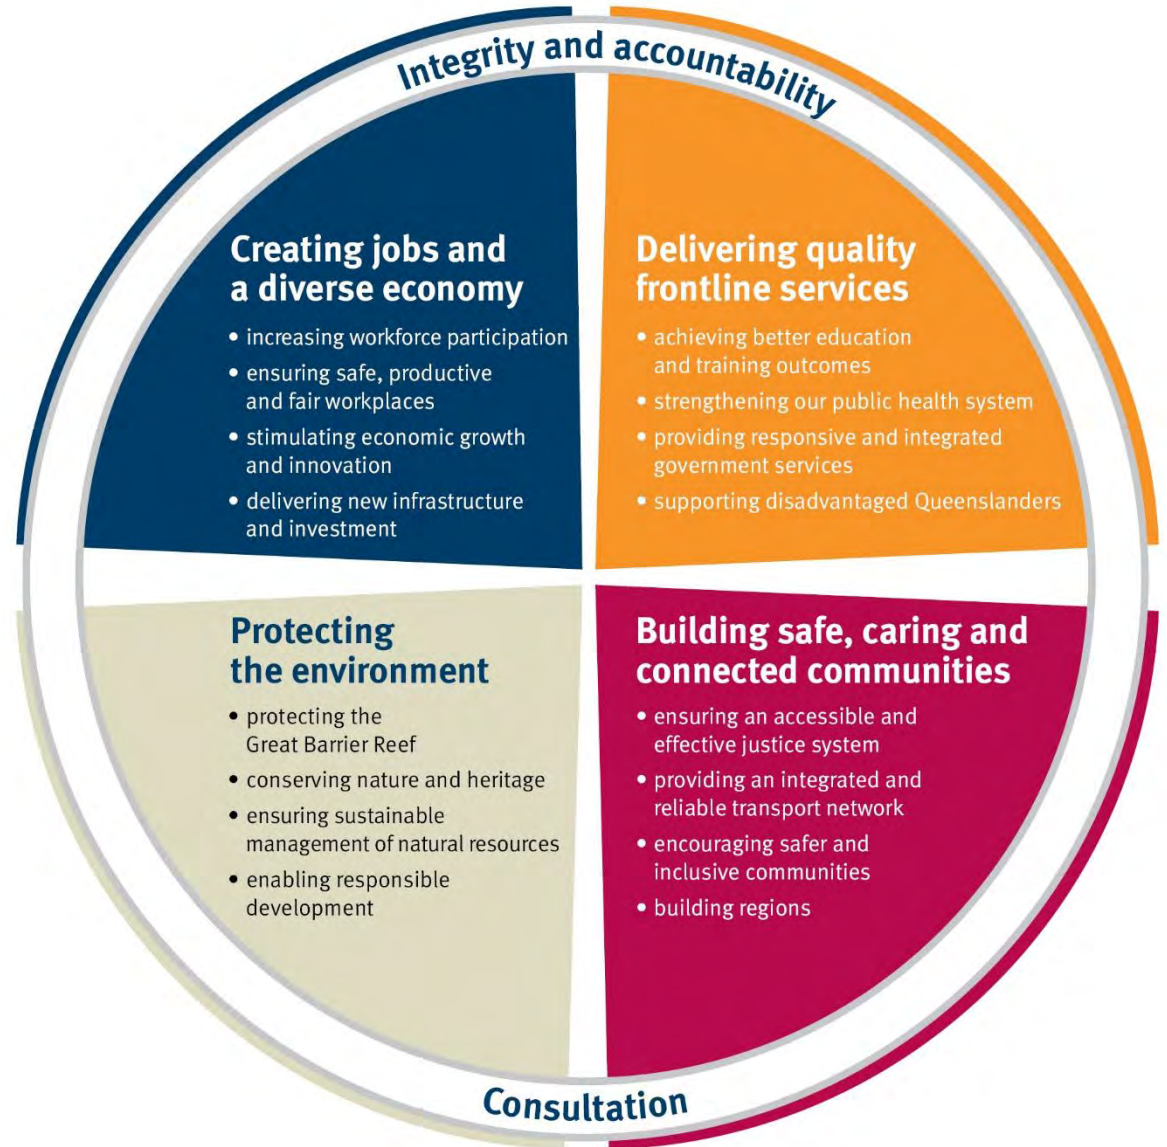 Integrity and accountability
Creating jobs and
a diverse economy
• increasing workforce participation
• ensuring safe, productive
and fair workplaces
• stimulating economic growth
and innovation
• delivering new infrastructure
and investment
Delivering quality
frontline services
• achieving better education
and training outcomes
• strengthening our public health system
• providing responsive and integrated
government services
• supporting disadvantaged Queenslanders
Protecting
the environment
• protecting the
Great Barrier Reef
• conserving nature and heritage
• ensuring sustainable
management of natural resources
• enabling responsible
development
Building safe, caring and
connected communities
• ensuring an accessible and
effective justice system
• providing an integrated and
reliable transport network
• encouraging safer and
inclusive communities
• building regions
Consultation